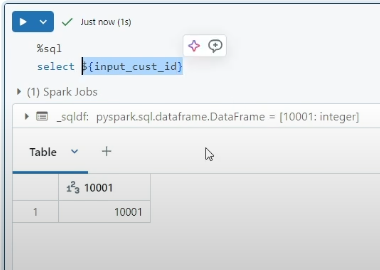 Just now (1s)
%sql
select ${input_cust_id}
(1) Spark Jobs
_sqldf: pyspark.sql.dataframe.DataFrame = [10001: integer]
Table
+
123 10001
1 10001